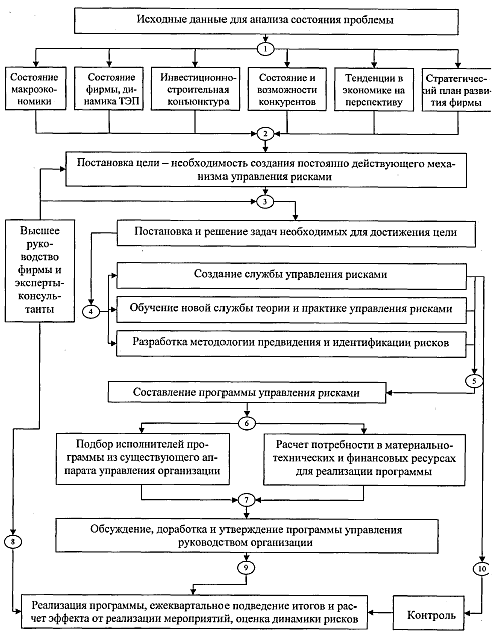 Исходные данные для анализа состояния проблемы
1
Состояние
макроэко-
номики
Состояние
фирмы, ди-
намика ТЭП
Инвестиционно-
строительная
конъюнктура
Состояние и
возможности
конкурентов
Тенденции в
экономике на
перспективу
Стратегичес-
кий план разви
тия фирмы
2
Постановка цели – необходимость создания постоянно действующего меха-
низма управления рисками
3
Высшее
руко-
водство
фирмы и
эксперты-
консуль-
танты
Постановка и решение задач необходимых для достижения цели
4
Создание службы управления рисками
Обучение новой службы теории и практике управления рисками
Разработка методологии предвидения и идентификации рисков
5
Составление программы управления рисками
6
Подбор исполнителей про-
граммы из существующего ап-
парата управления организации
Расчет потребности в материально-
технических и финансовых ресурсах
для реализации программы
7
Обсуждение, доработка и утверждение программы управления
руководством организации
8
9
10
Реализация программы, ежеквартальное подведение итогов и рас-
чет эффекта от реализации мероприятий, оценка динамики рисков
Контроль